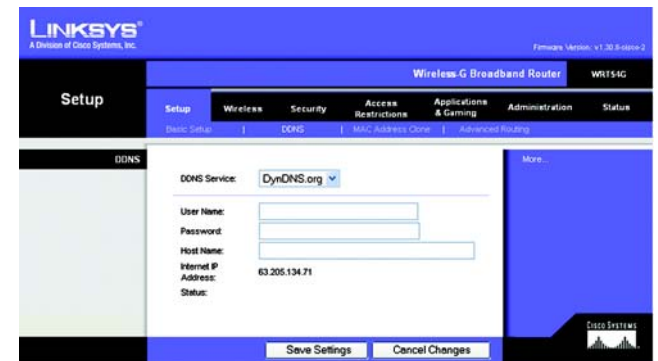 LINKSYS®
A Division of Cisco Systems, Inc.
Firmware Version: v1.30.5-cisco-2
Wireless-G Broadband Router WRT54G
Setup
Setup Wireless Security Access Restrictions Applications & Gaming Administration Status
Basic Setup | DDNS | MAC Address Clone | Advanced Routing
DDNS
More...
DDNS Service: DynDNS.org
User Name:
Password:
Host Name:
Internet IP
Address: 63.205.134.71
Status:
CISCO SYSTEMS
Save Settings Cancel Changes